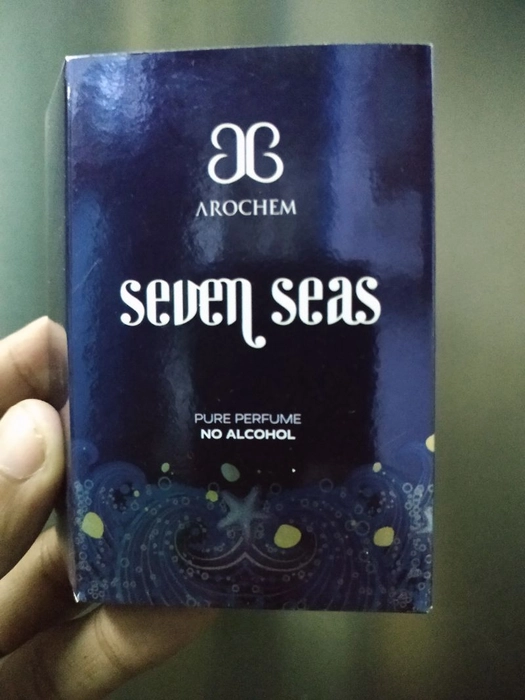 AROCHEM
seven seas
PURE PERFUME
NO ALCOHOL